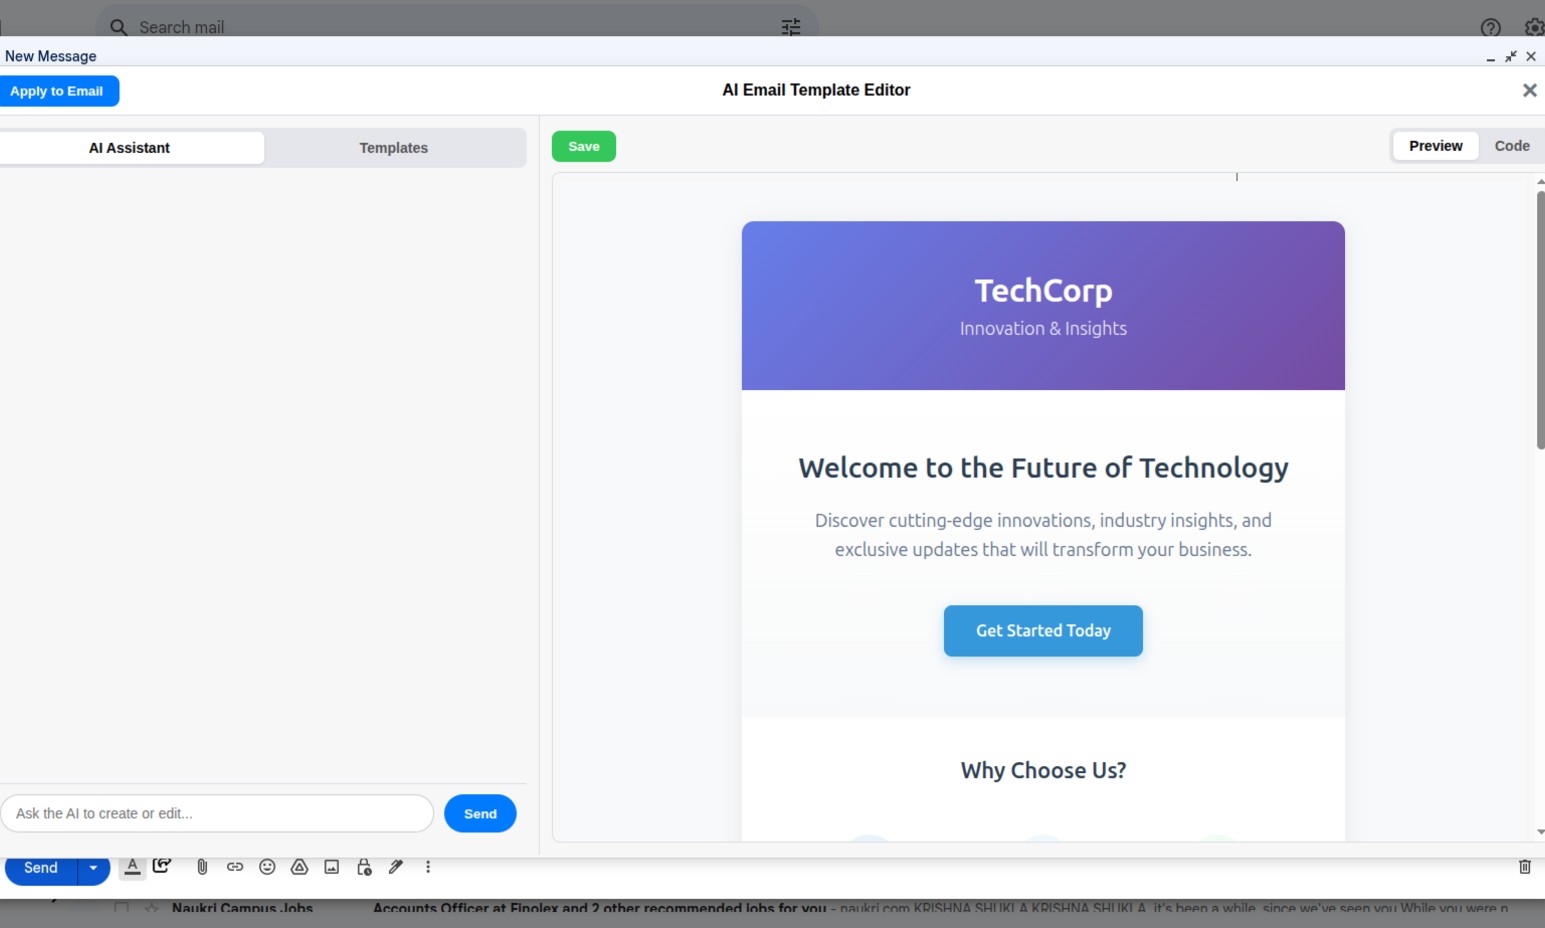 Search mail
New Message
Apply to Email
AI Email Template Editor
AI Assistant
Templates
Save
Preview
Code
TechCorp
Innovation & Insights
Welcome to the Future of Technology
Discover cutting-edge innovations, industry insights, and
exclusive updates that will transform your business.
Get Started Today
Why Choose Us?
Ask the AI to create or edit...
Send
Send
Naukri Campus Jobs
Accounts Officer at Finolex and 2 other recommended jobs for you - naukri.com KRISHNA SHUKLA KRISHNA SHUKLA, it's been a while, since we've seen you While you were n